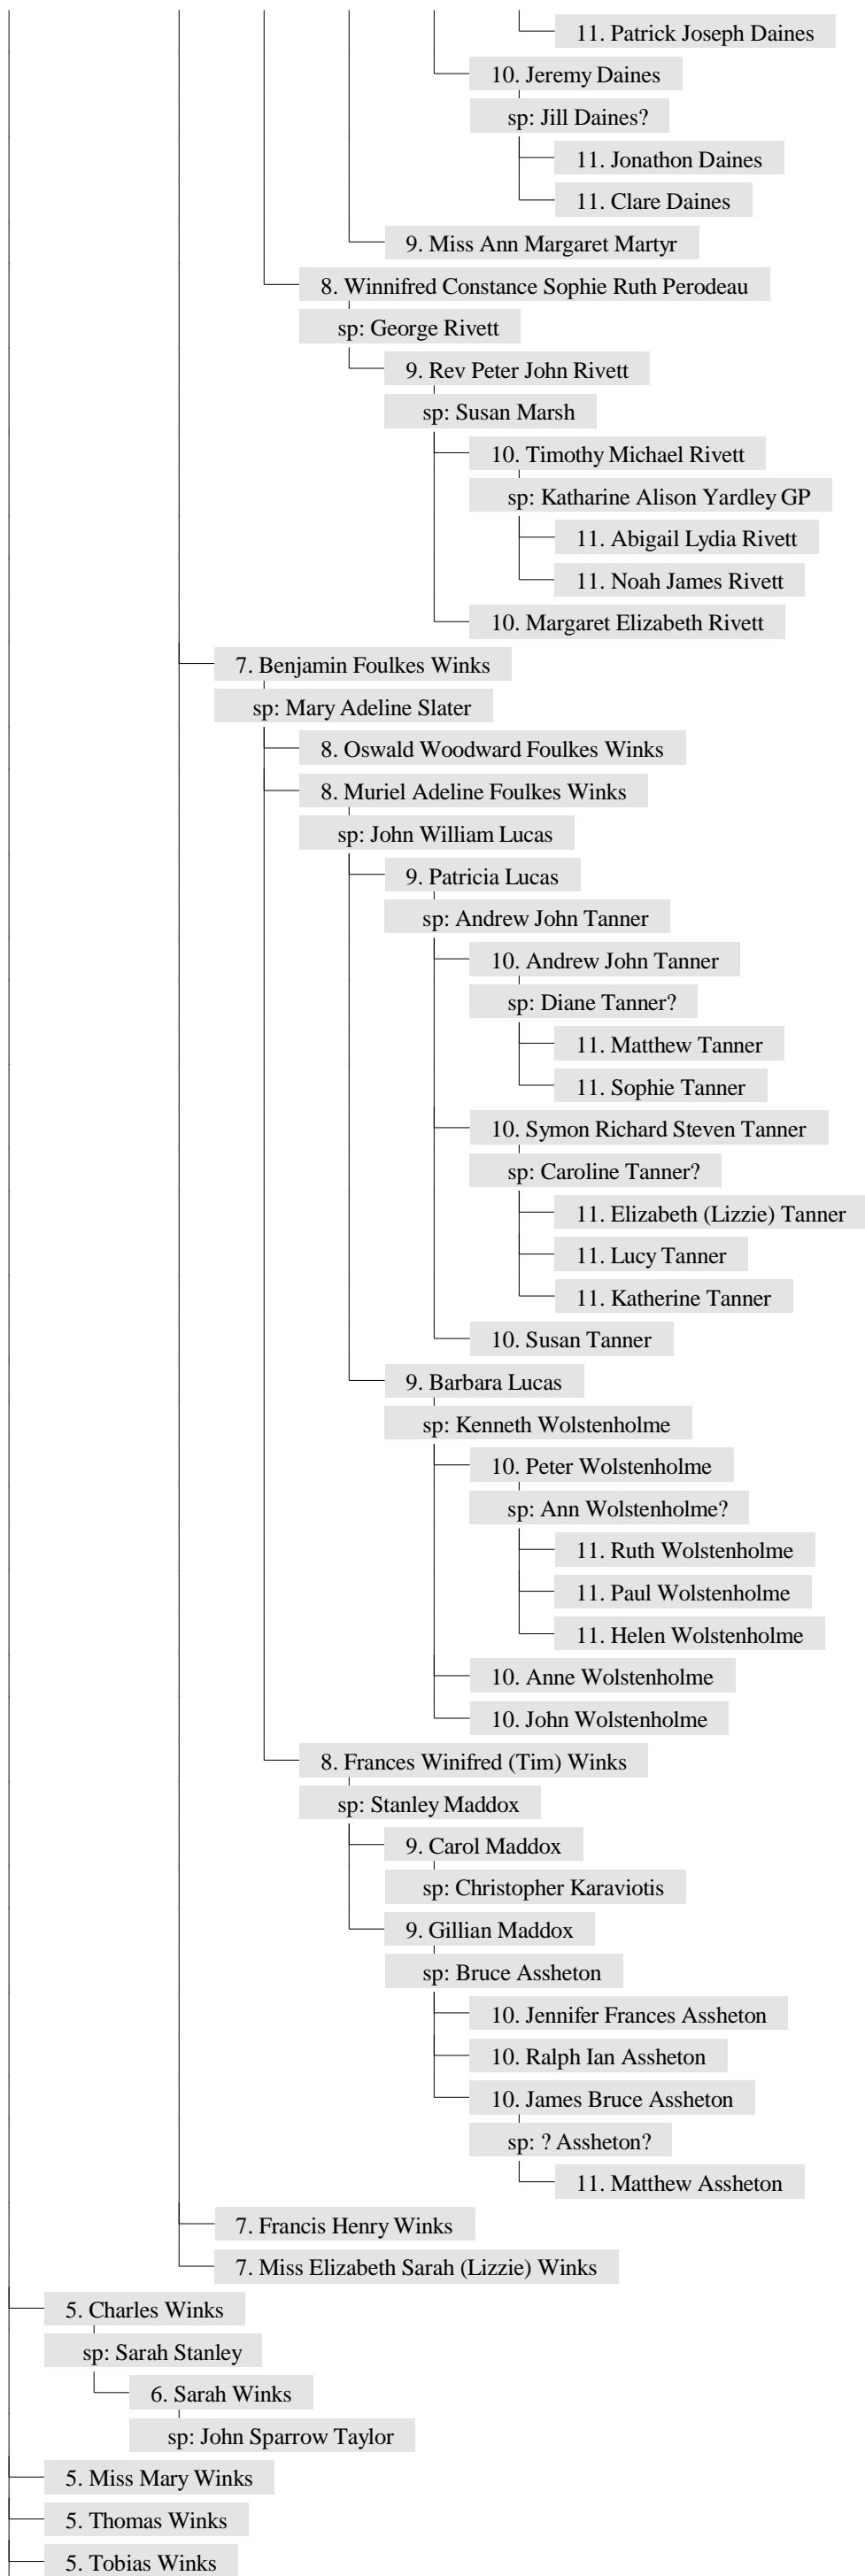 11. Patrick Joseph Daines
10. Jeremy Daines
sp: Jill Daines?
11. Jonathon Daines
11. Clare Daines
9. Miss Ann Margaret Martyr
8. Winnifred Constance Sophie Ruth Perodeau
sp: George Rivett
9. Rev Peter John Rivett
sp: Susan Marsh
10. Timothy Michael Rivett
sp: Katharine Alison Yardley GP
11. Abigail Lydia Rivett
11. Noah James Rivett
10. Margaret Elizabeth Rivett
7. Benjamin Foulkes Winks
sp: Mary Adeline Slater
8. Oswald Woodward Foulkes Winks
8. Muriel Adeline Foulkes Winks
sp: John William Lucas
9. Patricia Lucas
sp: Andrew John Tanner
10. Andrew John Tanner
sp: Diane Tanner?
11. Matthew Tanner
11. Sophie Tanner
10. Symon Richard Steven Tanner
sp: Caroline Tanner?
11. Elizabeth (Lizzie) Tanner
11. Lucy Tanner
11. Katherine Tanner
10. Susan Tanner
9. Barbara Lucas
sp: Kenneth Wolstenholme
10. Peter Wolstenholme
sp: Ann Wolstenholme?
11. Ruth Wolstenholme
11. Paul Wolstenholme
11. Helen Wolstenholme
10. Anne Wolstenholme
10. John Wolstenholme
8. Frances Winifred (Tim) Winks
sp: Stanley Maddox
9. Carol Maddox
sp: Christopher Karaviotis
9. Gillian Maddox
sp: Bruce Assheton
10. Jennifer Frances Assheton
10. Ralph Ian Assheton
10. James Bruce Assheton
sp: ? Assheton?
11. Matthew Assheton
7. Francis Henry Winks
7. Miss Elizabeth Sarah (Lizzie) Winks
5. Charles Winks
sp: Sarah Stanley
6. Sarah Winks
sp: John Sparrow Taylor
5. Miss Mary Winks
5. Thomas Winks
5. Tobias Winks